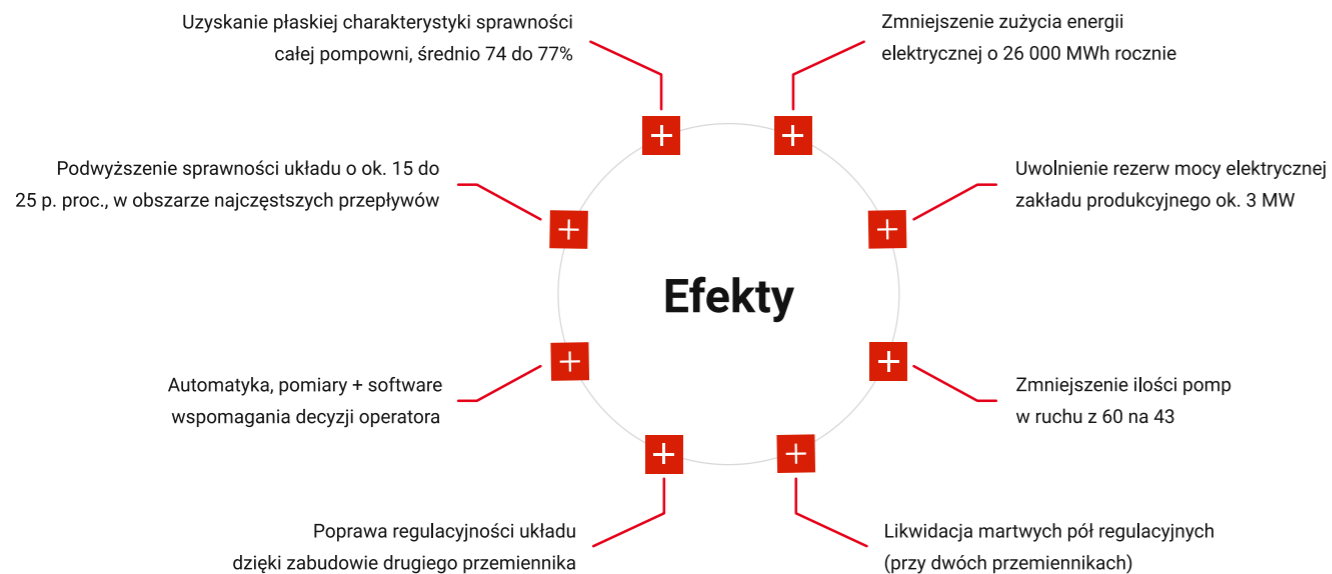 Uzyskanie płaskiej charakterystyki sprawności
całej pompowni, średnio 74 do 77%
Zmniejszenie zużycia energii
elektrycznej o 26 000 MWh rocznie
Podwyższenie sprawności układu o ok. 15 do
25 p. proc., w obszarze najczęstszych przepływów
Uwolnienie rezerw mocy elektrycznej
zakładu produkcyjnego ok. 3 MW
Efekty
Automatyka, pomiary + software
wspomagania decyzji operatora
Zmniejszenie ilości pomp
w ruchu z 60 na 43
Poprawa regulacyjności układu
dzięki zabudowie drugiego przemiennika
Likwidacja martwych pól regulacyjnych
(przy dwóch przemiennikach)